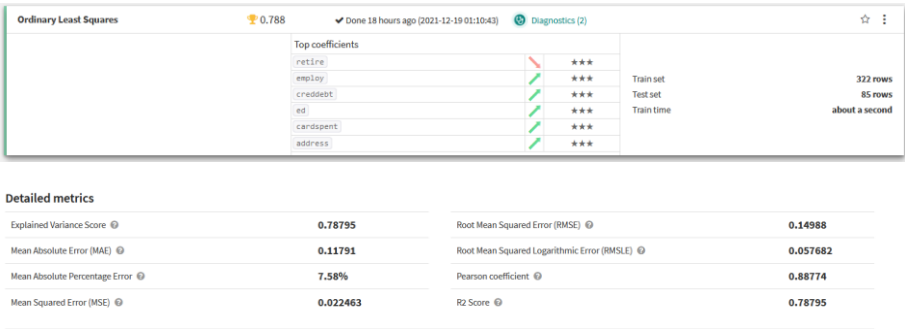 Ordinary Least Squares 0.788 Done 18 hours ago (2021-12-19 01:10:43) Diagnostics (2)
Top coefficients
retire ★★★
employ ★★★
creddebt ★★★
ed ★★★
cardspent ★★★
address ★★★
Train set 322 rows
Test set 85 rows
Train time about a second
Detailed metrics
Explained Variance Score 0.78795
Mean Absolute Error (MAE) 0.11791
Mean Absolute Percentage Error 7.58%
Mean Squared Error (MSE) 0.022463
Root Mean Squared Error (RMSE) 0.14988
Root Mean Squared Logarithmic Error (RMSLE) 0.057682
Pearson coefficient 0.88774
R2 Score 0.78795